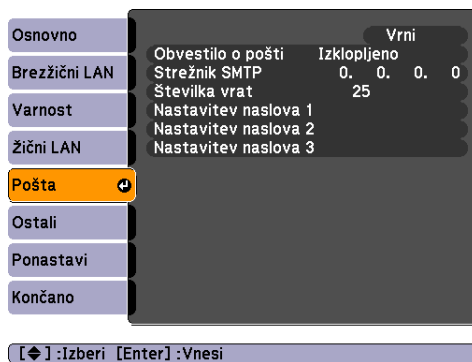 Osnovno
Brezžični LAN
Varnost
Žični LAN
Pošta
Ostali
Ponastavi
Končano
Vrni
Obvestilo o pošti Izklopljeno
Strežnik SMTP 0. 0. 0. 0
Številka vrat 25
Nastavitev naslova 1
Nastavitev naslova 2
Nastavitev naslova 3
[ ] :Izberi [Enter] :Vnesi